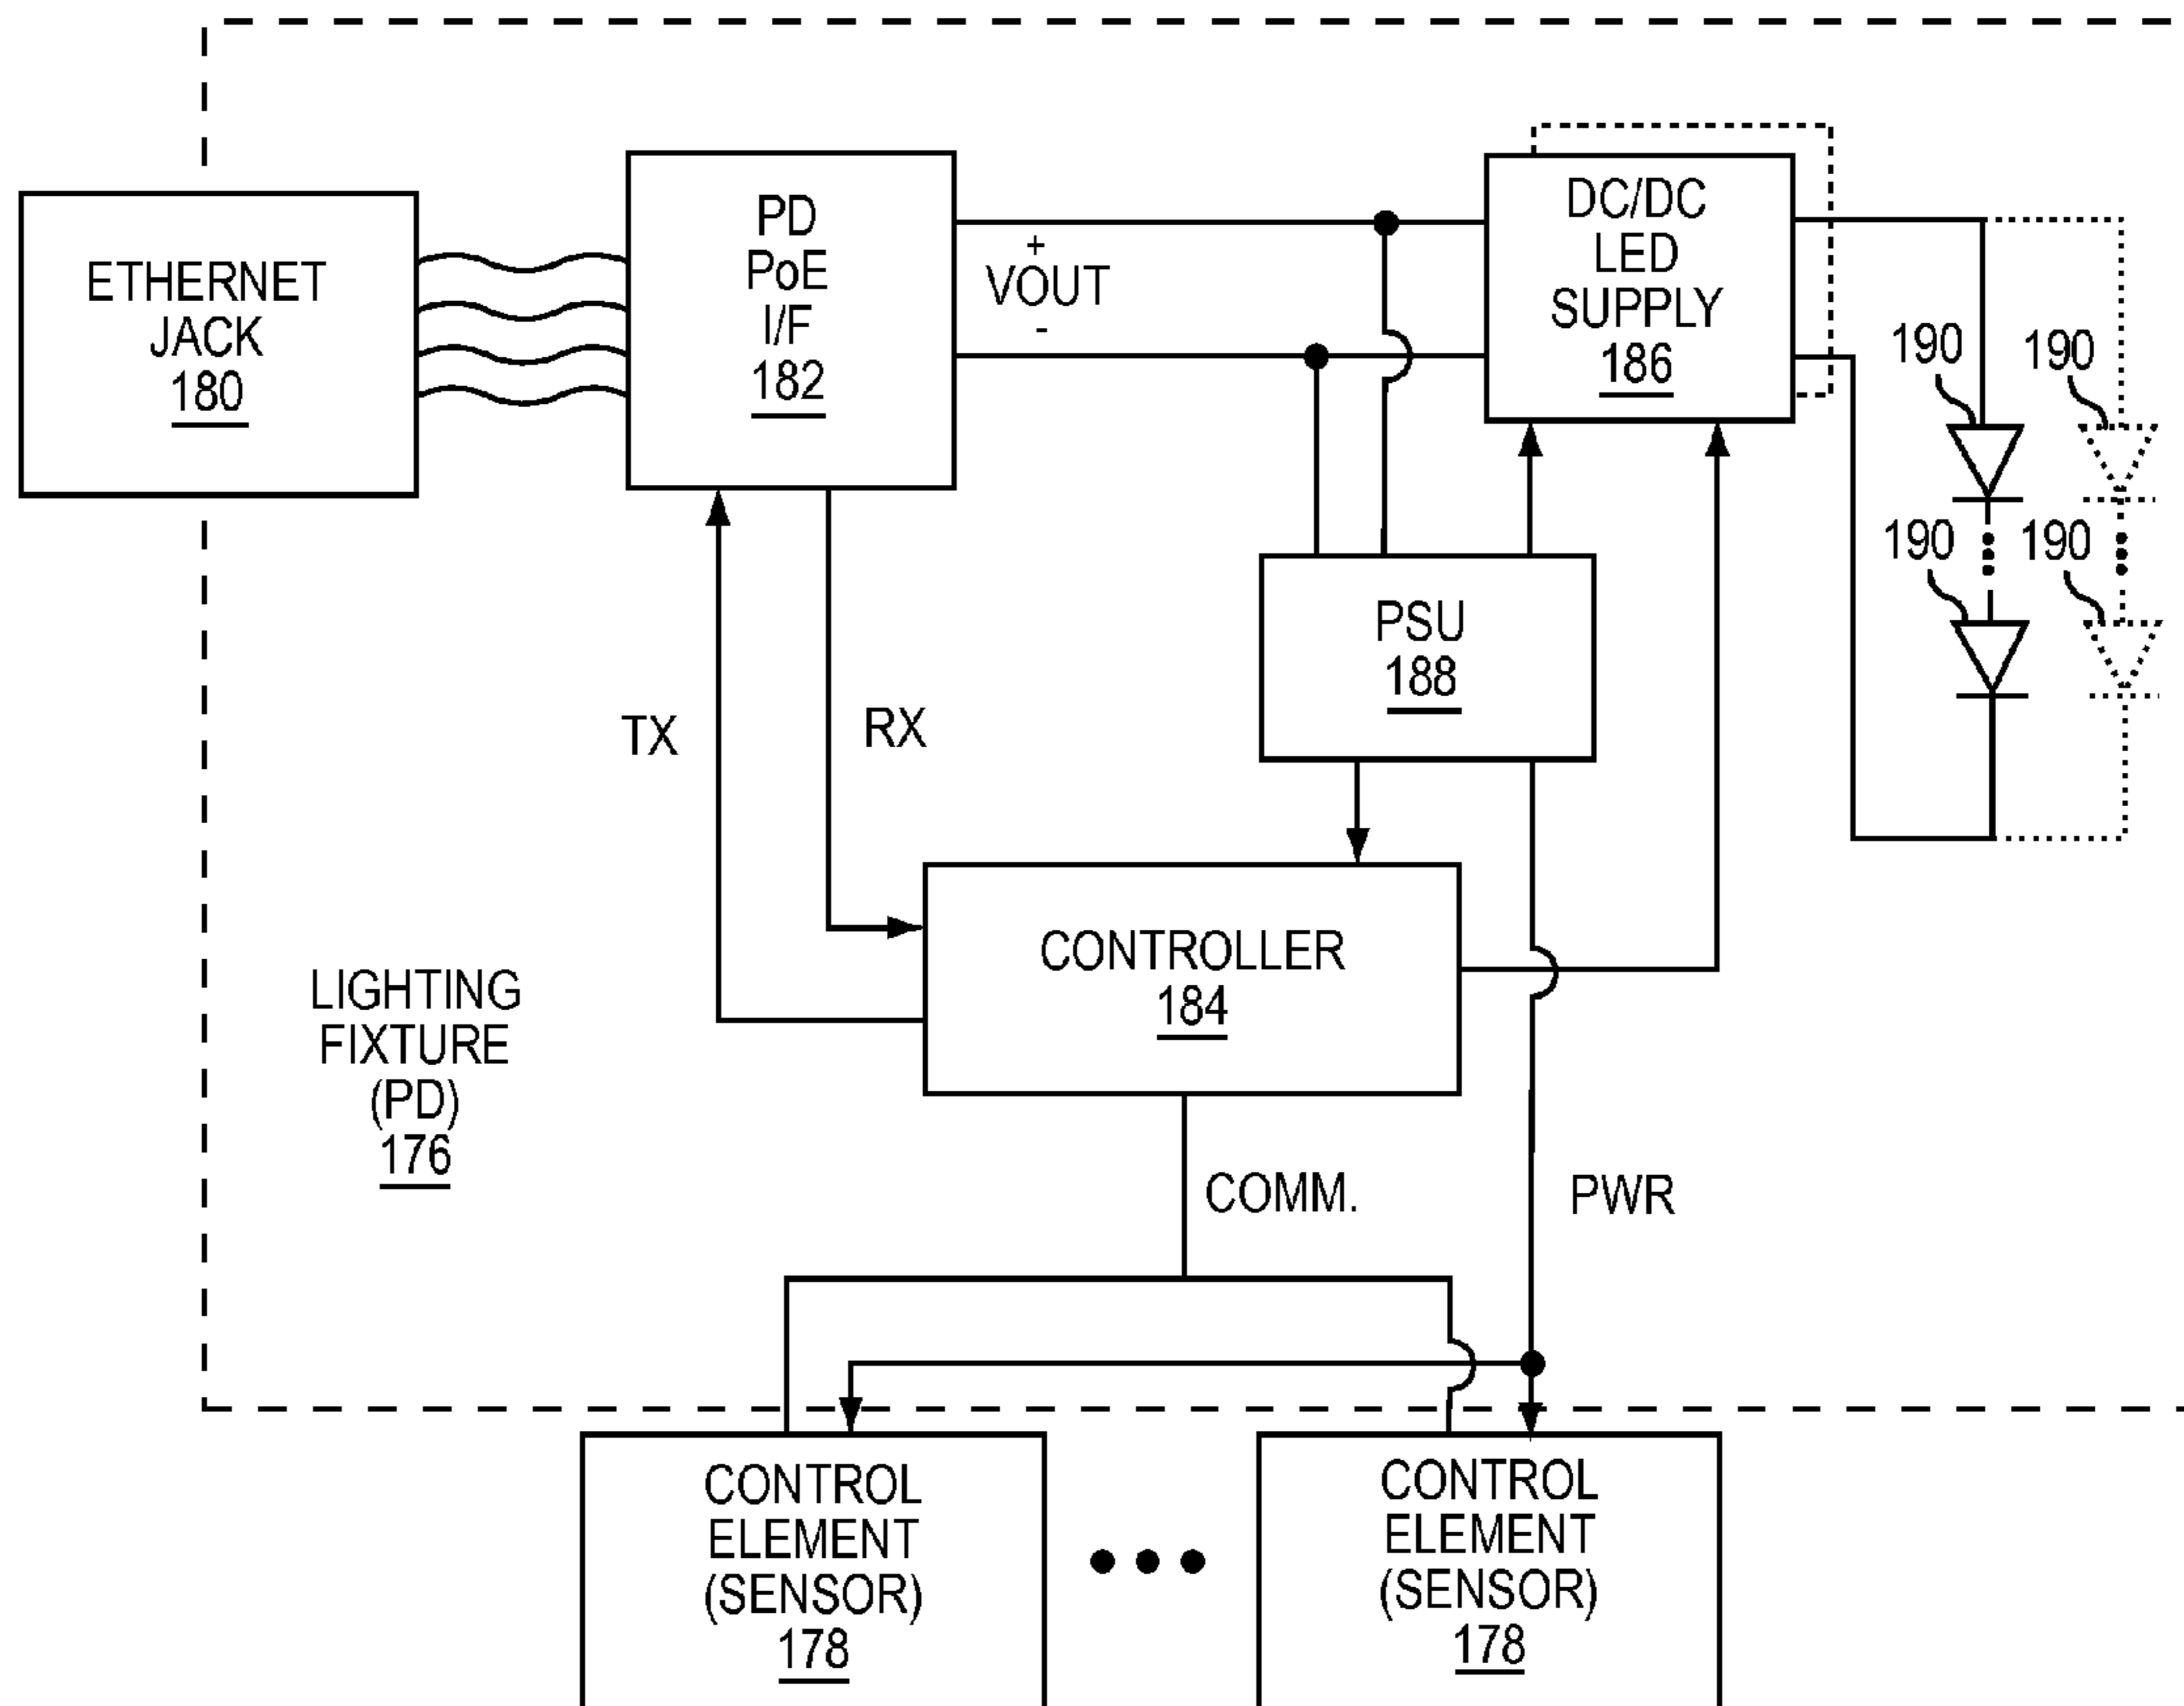 ETHERNET
JACK
180
PD
PoE
I/F
182
+
VOUT
-
DC/DC
LED
SUPPLY
186
190
190
190
190
PSU
188
TX
RX
CONTROLLER
184
LIGHTING
FIXTURE
(PD)
176
COMM.
PWR
CONTROL
ELEMENT
(SENSOR)
178
CONTROL
ELEMENT
(SENSOR)
178